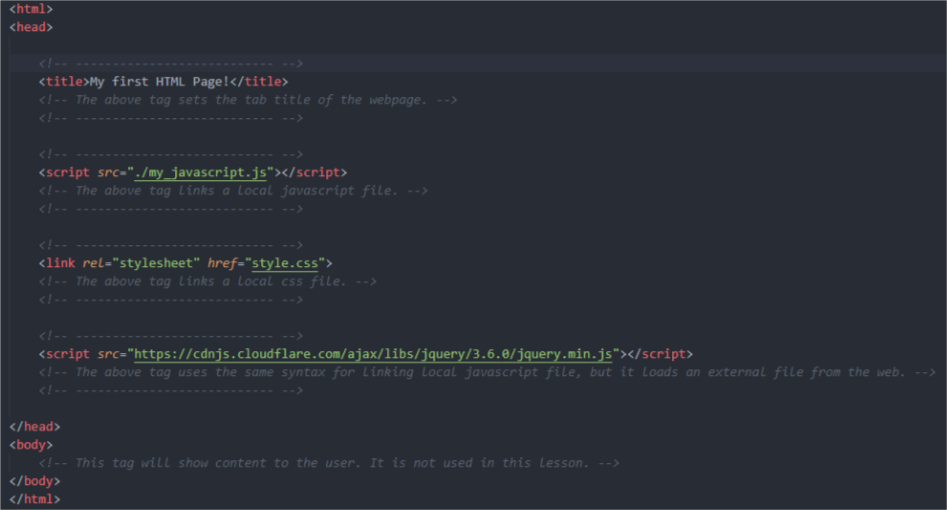 <html>
<head>
<!-- --------------------------- -->
<title>My first HTML Page!</title>
<!-- The above tag sets the tab title of the webpage. -->
<!-- --------------------------- -->
<!-- --------------------------- -->
<script src="./my_javascript.js"></script>
<!-- The above tag links a local javascript file. -->
<!-- --------------------------- -->
<!-- --------------------------- -->
<link rel="stylesheet" href="style.css">
<!-- The above tag links a local css file. -->
<!-- --------------------------- -->
<!-- --------------------------- -->
<script src="https://cdnjs.cloudflare.com/ajax/libs/jquery/3.6.0/jquery.min.js"></script>
<!-- The above tag uses the same syntax for linking local javascript file, but it loads an external file from the web. -->
<!-- --------------------------- -->
</head>
<body>
<!-- This tag will show content to the user. It is not used in this lesson. -->
</body>
</html>